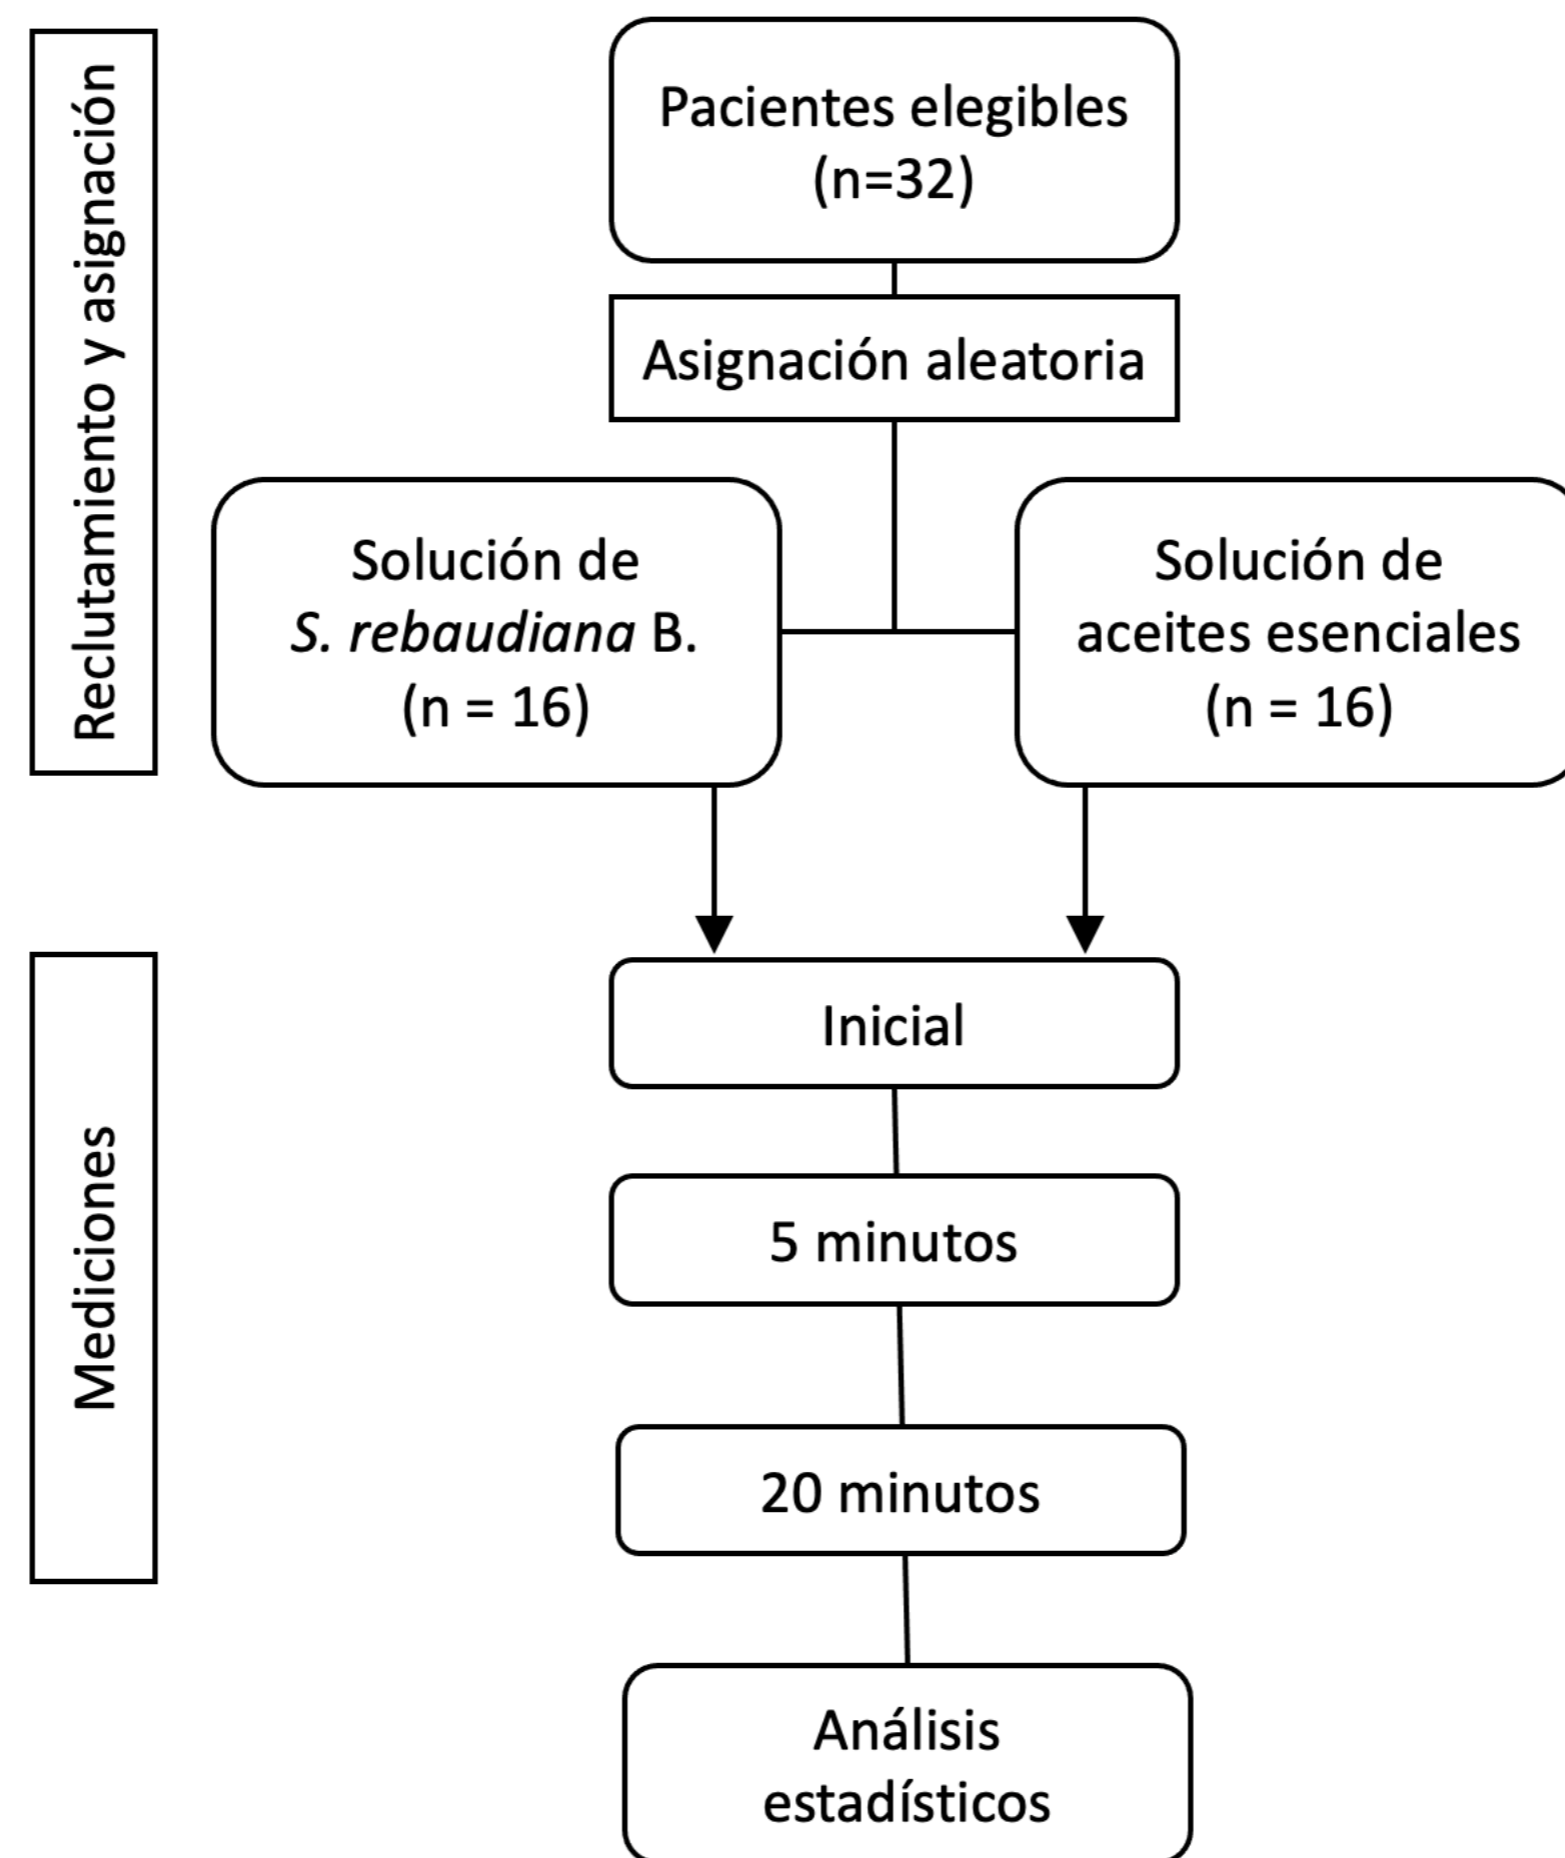 Reclutamiento y asignación
Pacientes elegibles
(n=32)
Asignación aleatoria
Solución de
S. rebaudiana B.
(n = 16)
Solución de
aceites esenciales
(n = 16)
Mediciones
Inicial
5 minutos
20 minutos
Análisis
estadísticos